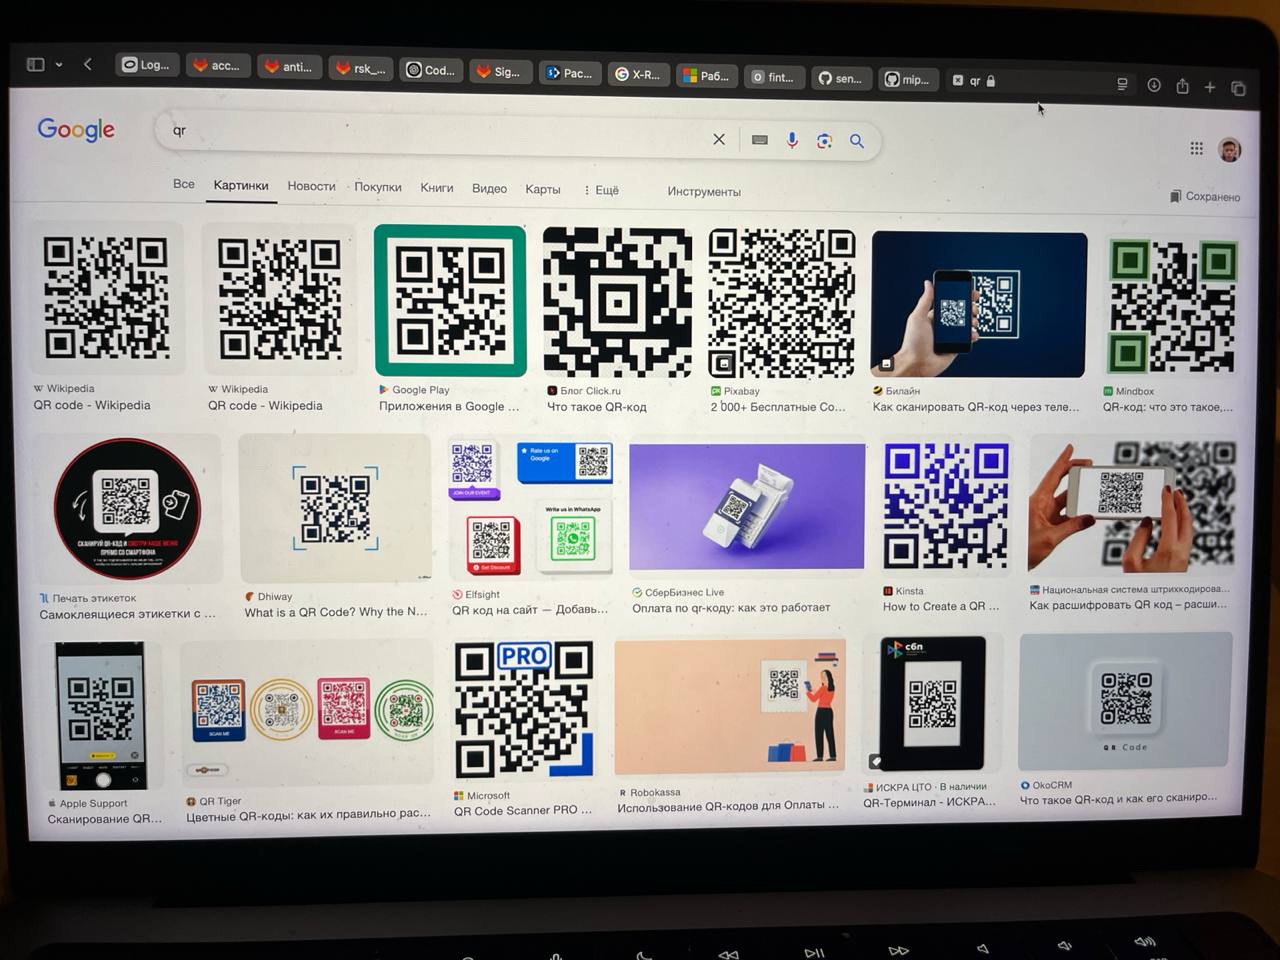 Log...
acc...
anti...
rsk_...
Cod...
Sig...
Рас...
X-R...
Раб...
fint...
sen...
mip...
qr
Google
qr
Все
Картинки
Новости
Покупки
Книги
Видео
Карты
Ещё
Инструменты
Сохранено
Wikipedia
QR code - Wikipedia
Wikipedia
QR code - Wikipedia
Google Play
Приложения в Google ...
Блог Click.ru
Что такое QR-код
Pixabay
2 000+ Бесплатные Со...
Билайн
Как сканировать QR-код через теле...
Mindbox
QR-код: что это такое,...
СКАНИРУЙ QR-КОД И СМОТРИ НАШЕ МЕНЮ
ПРЯМО СО СМАРТФОНА
JOIN OUR EVENT
Rate us on
Google
Write us in WhatsApp
Get Discount
Печать этикеток
Самоклеящиеся этикетки с ...
Dhiway
What is a QR Code? Why the N...
Elfsight
QR код на сайт — Добавь...
СберБизнес Live
Оплата по qr-коду: как это работает
Kinsta
How to Create a QR ...
Национальная система штрихкодирова...
Как расшифровать QR код – расши...
SCAN ME
SCAN ME
PRO
сбп
QR Code
Apple Support
Сканирование QR...
QR Tiger
Цветные QR-коды: как их правильно рас...
Microsoft
QR Code Scanner PRO ...
Robokassa
Использование QR-кодов для Оплаты ...
ИСКРА ЦТО · В наличии
QR-Терминал - ИСКРА...
OkoCRM
Что такое QR-код и как его сканиро...